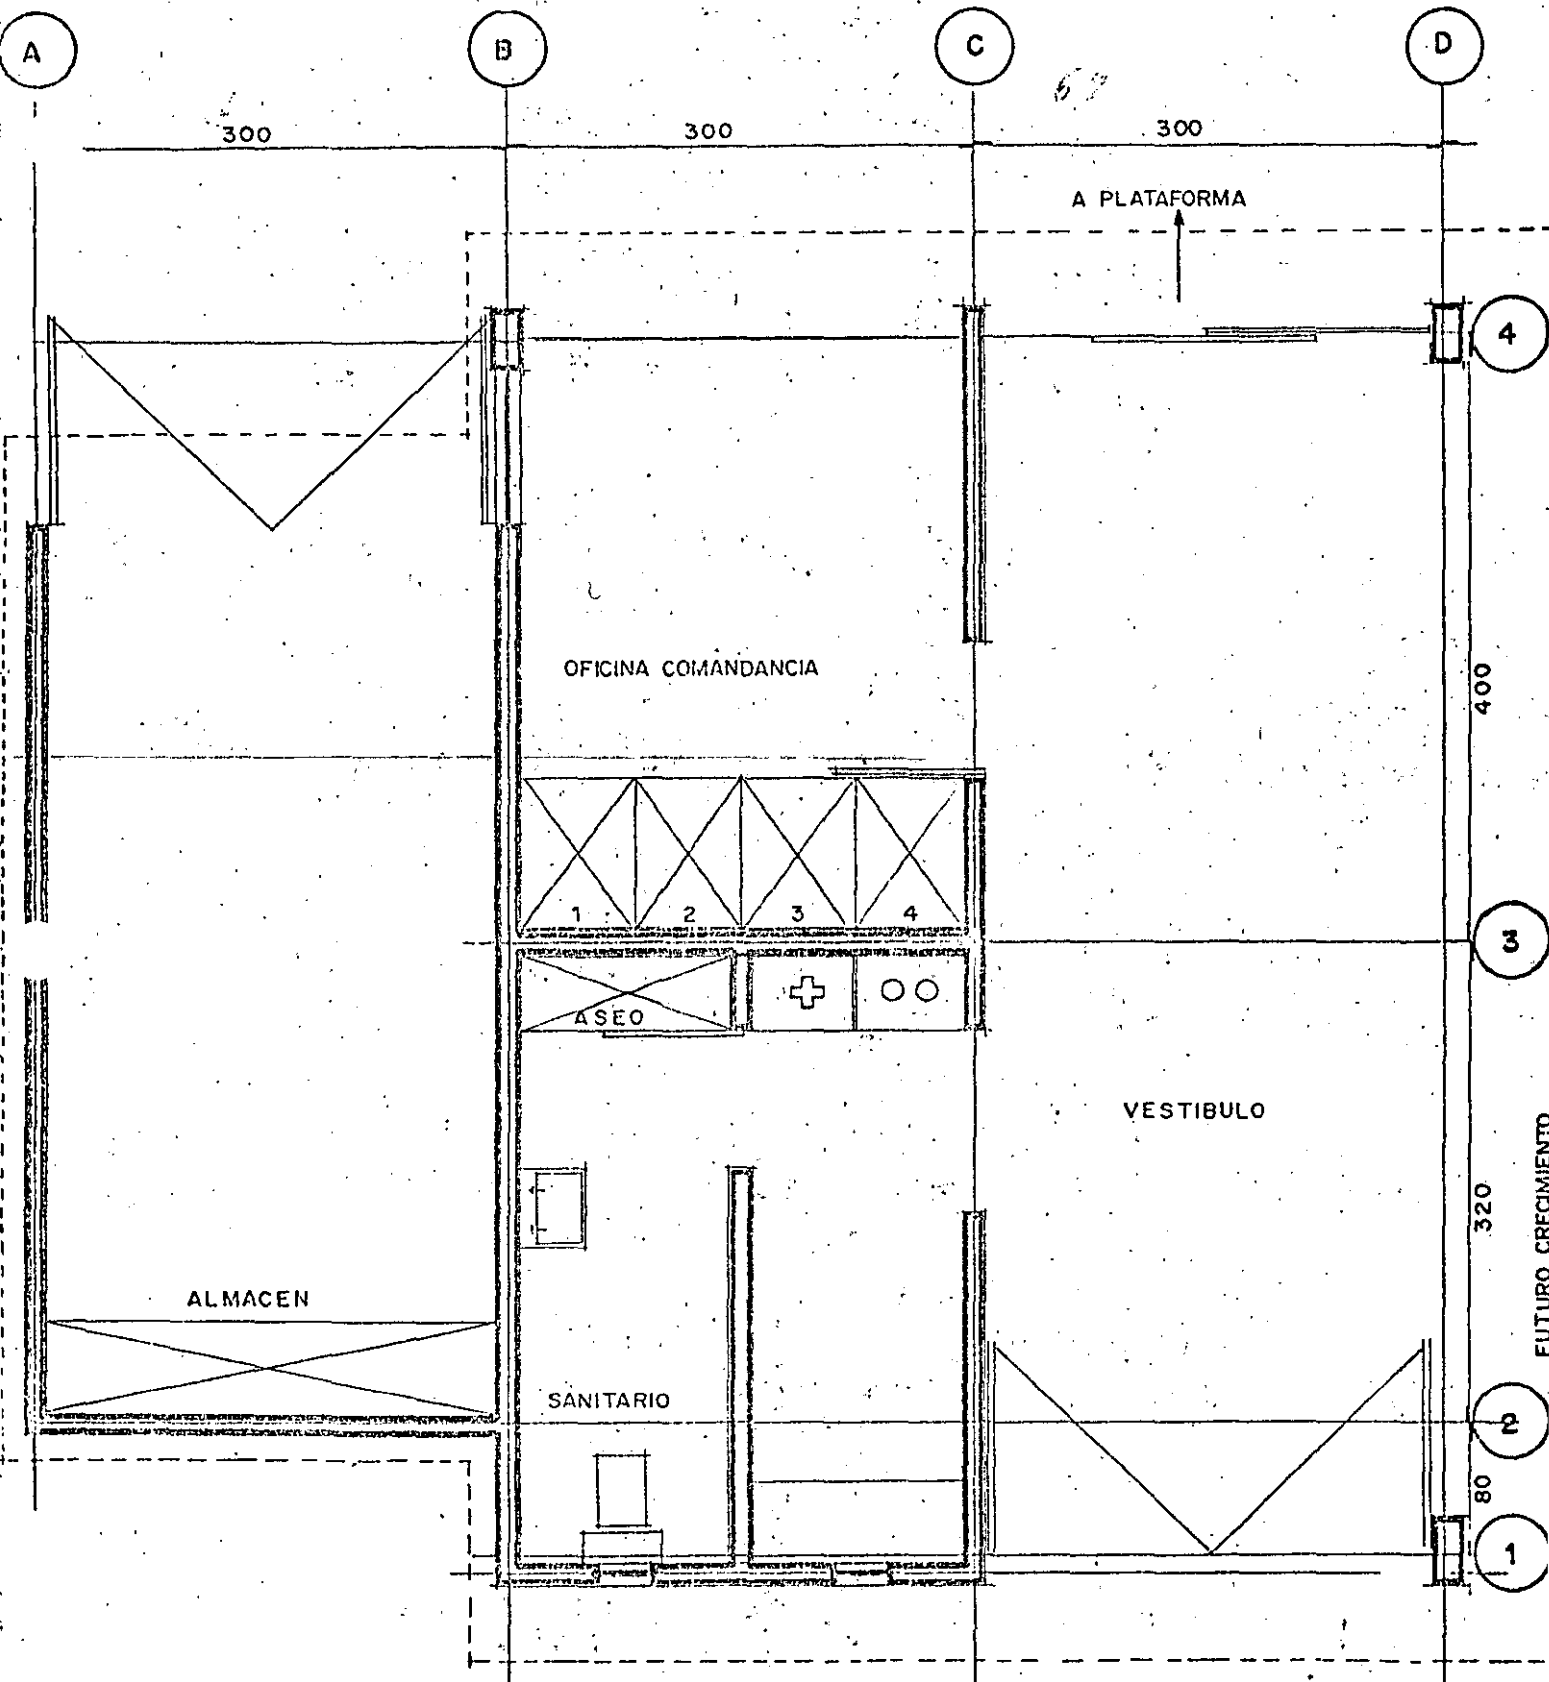 A
B
C
D
69
300
300
300
A PLATAFORMA
4
OFICINA COMANDANCIA
400
1
2
3
4
3
ASEO
VESTIBULO
FUTURO CRECIMIENTO
320
ALMACEN
SANITARIO
2
80
1